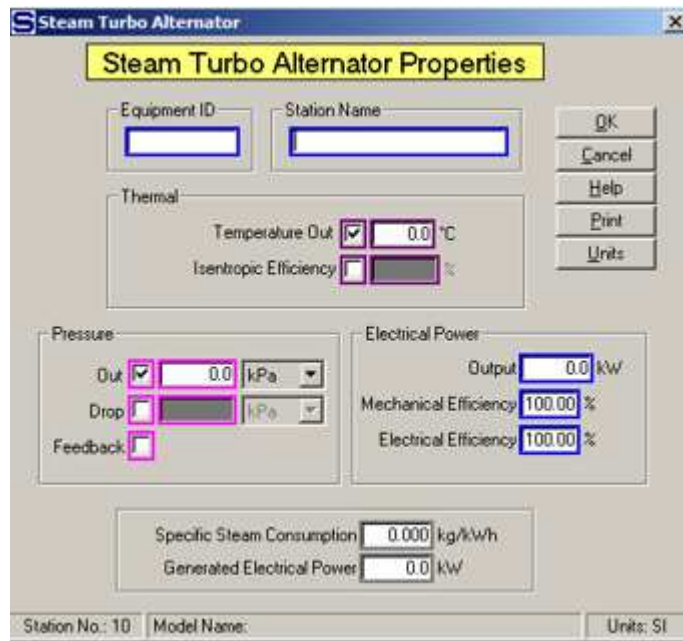 Steam Turbo Alternator
Steam Turbo Alternator Properties
Equipment ID
Station Name
OK
Cancel
Help
Print
Units
Thermal
Temperature Out 0.0 °C
Isentropic Efficiency %
Pressure
Out 0.0 kPa
Drop kPa
Feedback
Electrical Power
Output 0.0 kW
Mechanical Efficiency 100.00 %
Electrical Efficiency 100.00 %
Specific Steam Consumption 0.000 kg/kWh
Generated Electrical Power 0.0 kW
Station No.: 10 Model Name: Units: SI